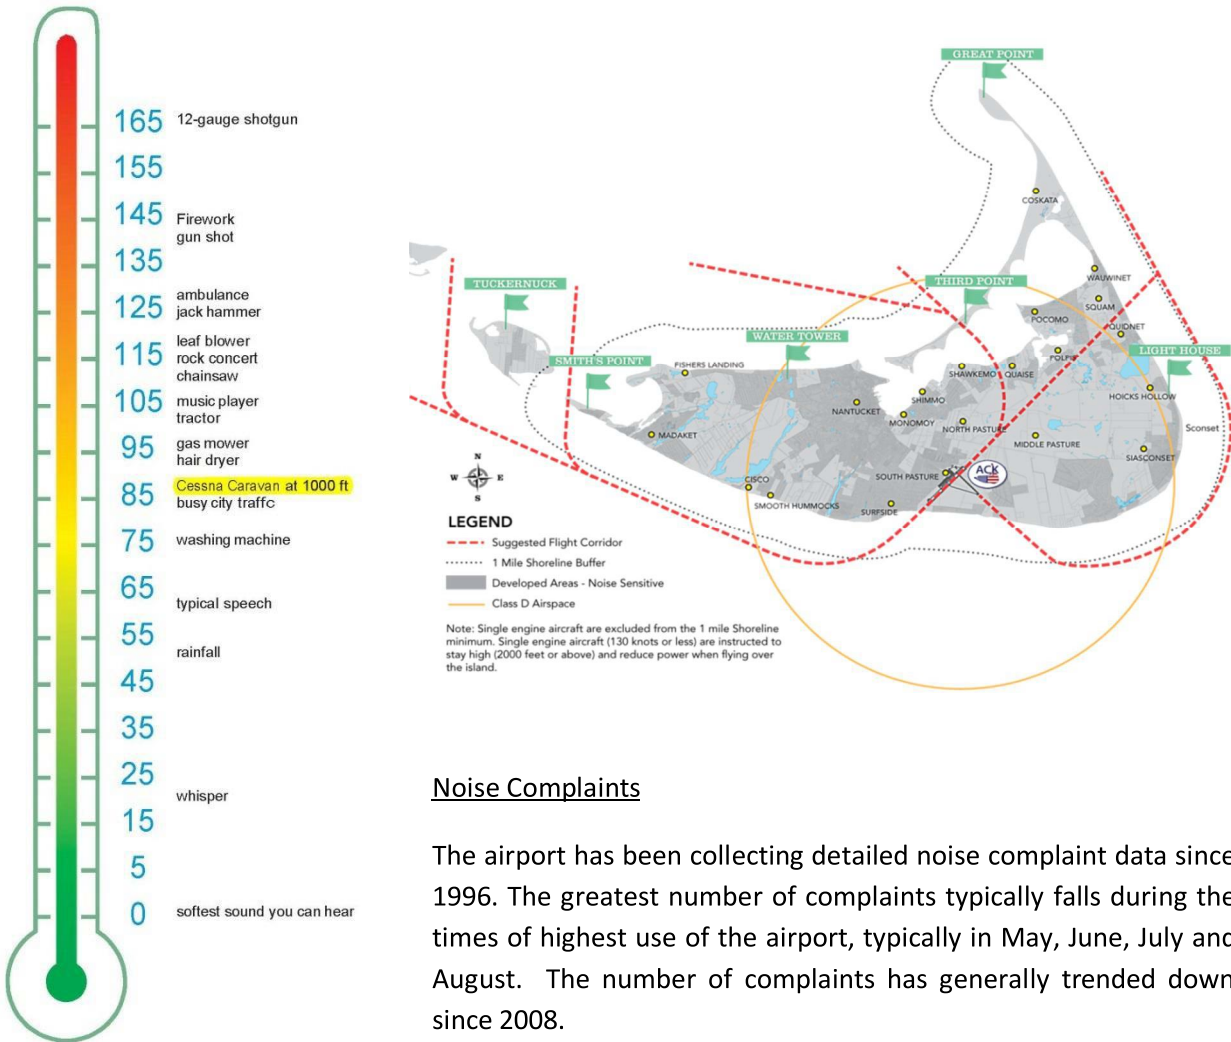 165 12-gauge shotgun
155
145 Firework
gun shot
135
125 ambulance
jack hammer
115 leaf blower
rock concert
chainsaw
105 music player
tractor
95 gas mower
hair dryer
85 Cessna Caravan at 1000 ft
busy city traffc
75 washing machine
65 typical speech
55 rainfall
45
35
25
whisper
15
5
0 softest sound you can hear
GREAT POINT
COSKATA
WAUWINET
TUCKERNUCK
THIRD POINT
SQUAM
POCOMO
QUIDNET
WATER TOWER
LIGHT HOUSE
SMITH'S POINT
POLPIS
FISHERS LANDING
SHAWKEMO
QUAISE
HOICKS HOLLOW
SHIMMO
NANTUCKET
MONOMOY
NORTH PASTURE
Sconset
MADAKET
MIDDLE PASTURE
SIASCONSET
N
W E
S
SOUTH PASTURE
ACK
CISCO
SMOOTH HUMMOCKS
SURFSIDE
LEGEND
Suggested Flight Corridor
1 Mile Shoreline Buffer
Developed Areas - Noise Sensitive
Class D Airspace
Note: Single engine aircraft are excluded from the 1 mile Shoreline
minimum. Single engine aircraft (130 knots or less) are instructed to
stay high (2000 feet or above) and reduce power when flying over
the island.
Noise Complaints
The airport has been collecting detailed noise complaint data since
1996. The greatest number of complaints typically falls during the
times of highest use of the airport, typically in May, June, July and
August. The number of complaints has generally trended down
since 2008.